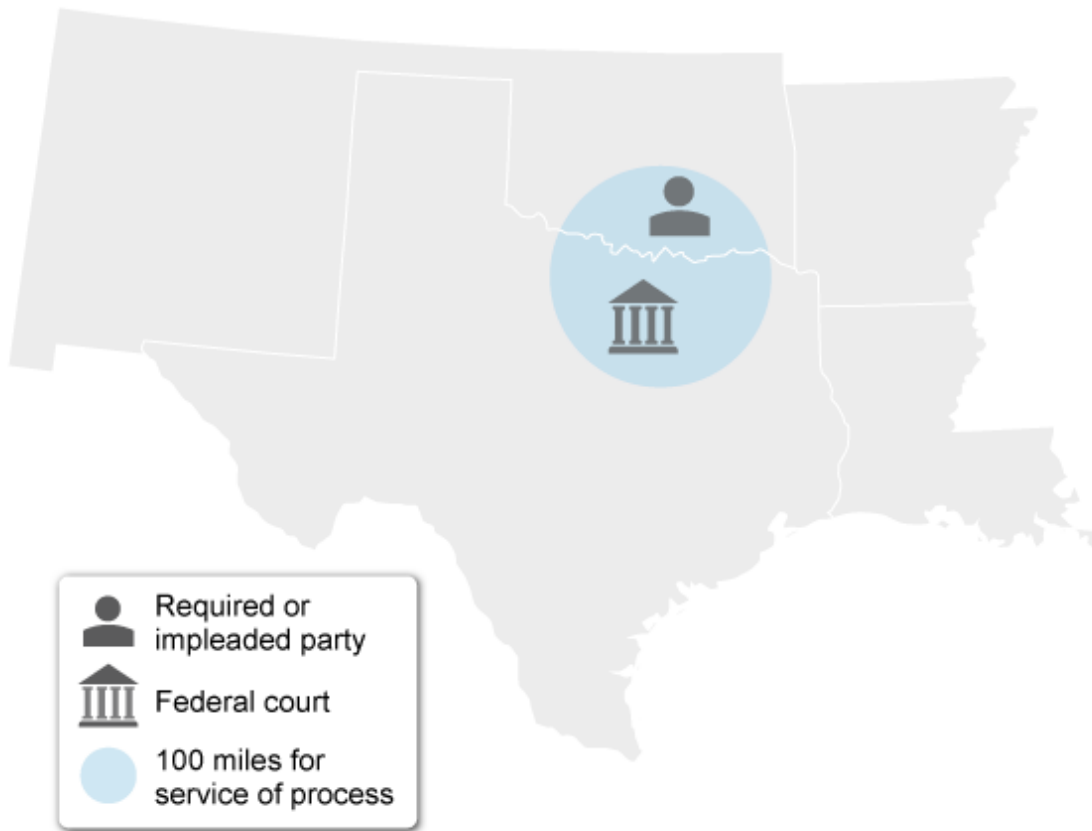 Required or
impleaded party
Federal court
100 miles for
service of process